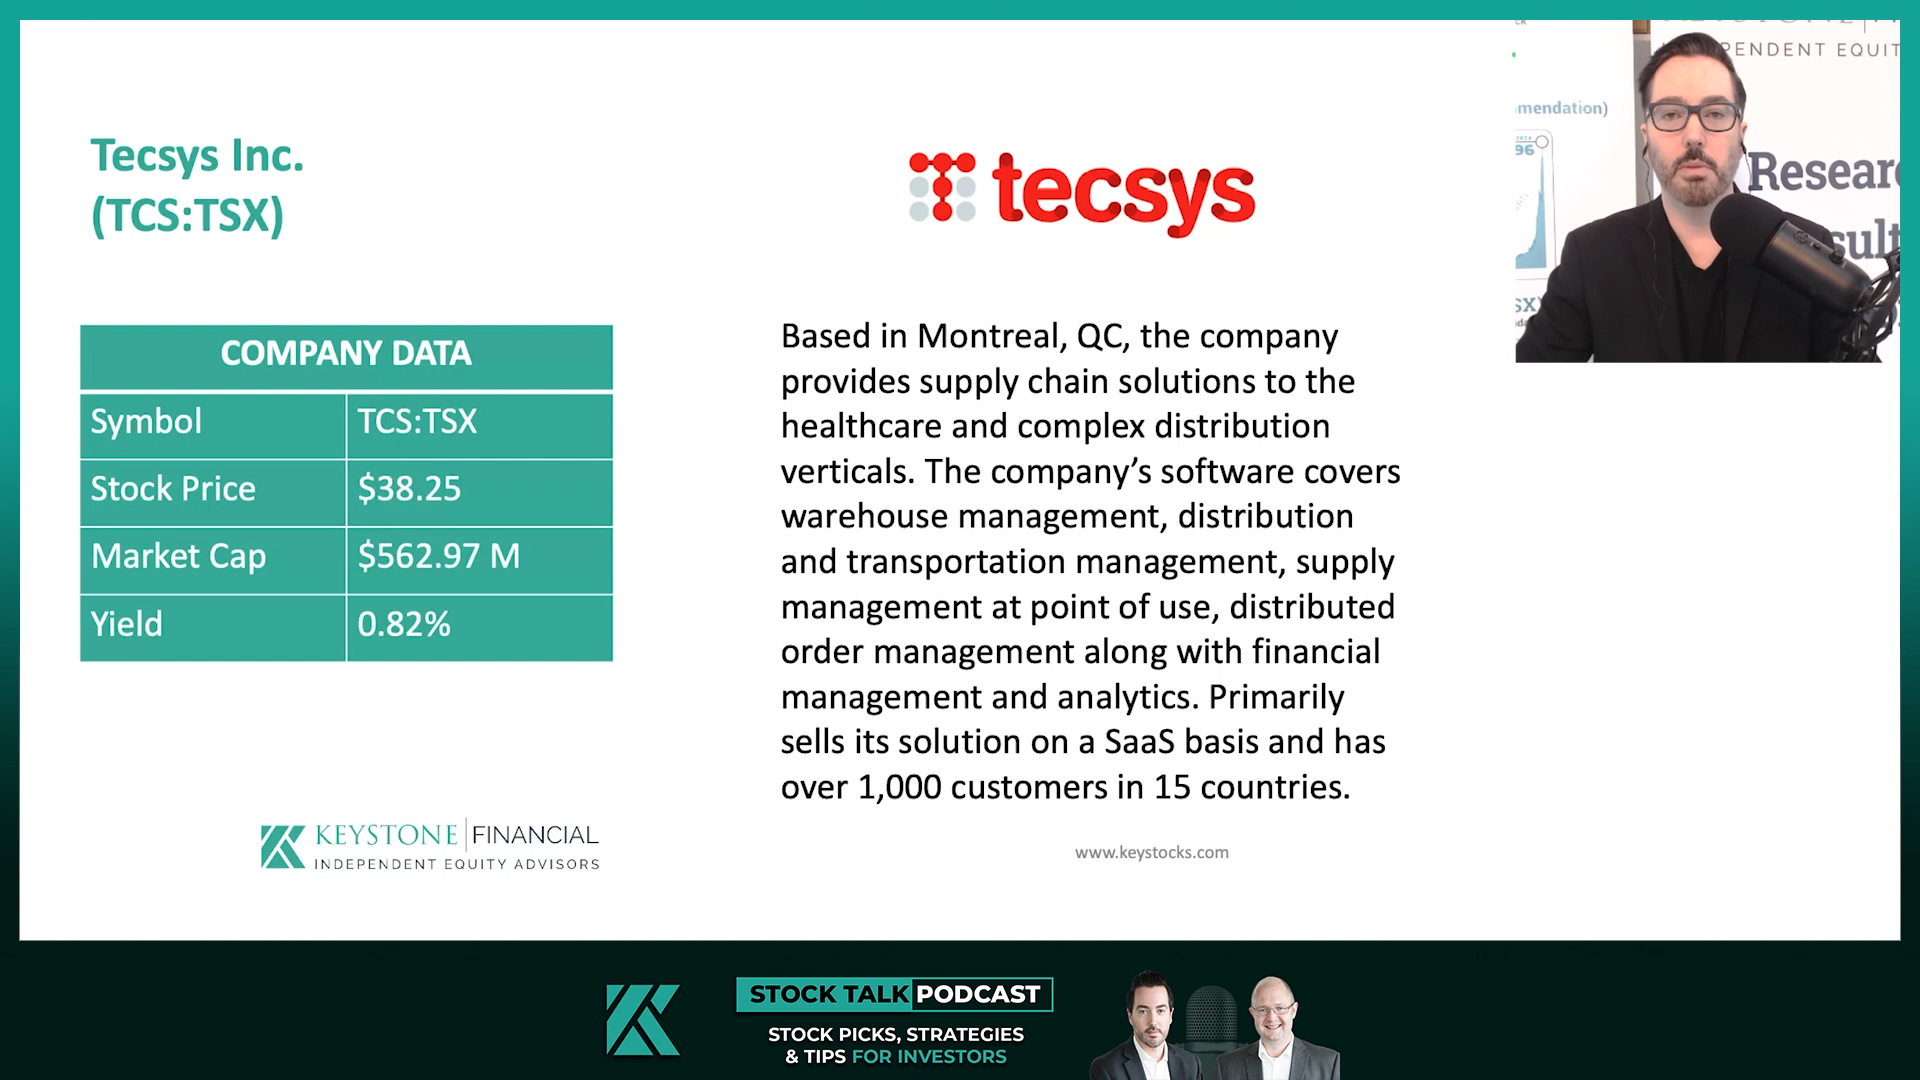 Tecsys Inc.
(TCS:TSX)
tecsys
COMPANY DATA
Symbol TCS:TSX
Stock Price $38.25
Market Cap $562.97 M
Yield 0.82%
Based in Montreal, QC, the company
provides supply chain solutions to the
healthcare and complex distribution
verticals. The company’s software covers
warehouse management, distribution
and transportation management, supply
management at point of use, distributed
order management along with financial
management and analytics. Primarily
sells its solution on a SaaS basis and has
over 1,000 customers in 15 countries.
KEYSTONE FINANCIAL
INDEPENDENT EQUITY ADVISORS
www.keystocks.com
PENDENT EQUIT
mendation)
96
Resear
sult
SX)
STOCK TALK PODCAST
STOCK PICKS, STRATEGIES
& TIPS FOR INVESTORS